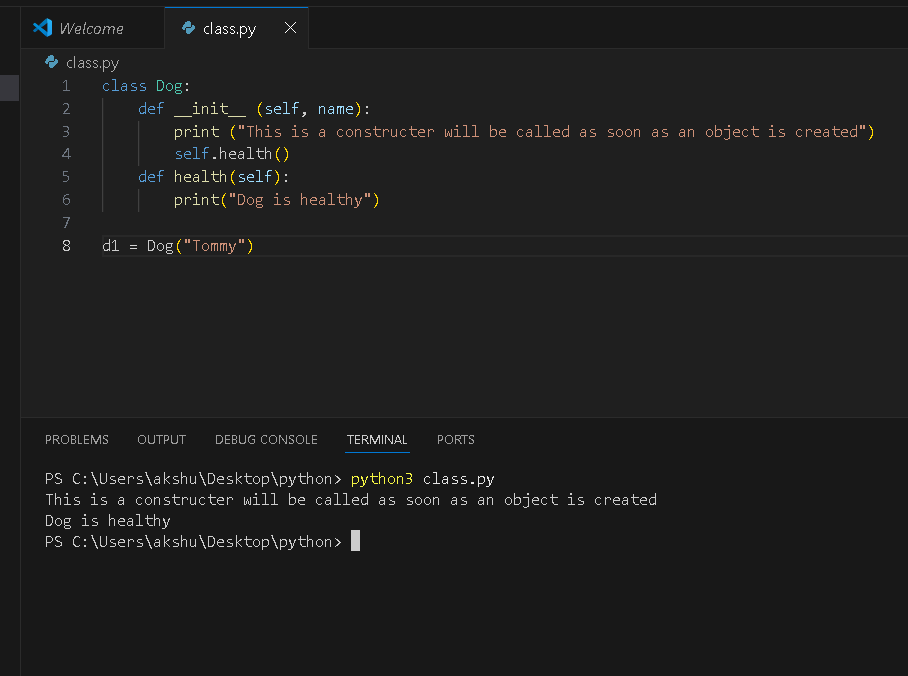 Welcome class.py
class.py
1 class Dog:
2     def __init__ (self, name):
3         print ("This is a constructer will be called as soon as an object is created")
4         self.health()
5     def health(self):
6         print("Dog is healthy")
7
8 d1 = Dog("Tommy")
PROBLEMS OUTPUT DEBUG CONSOLE TERMINAL PORTS
PS C:\Users\akshu\Desktop\python> python3 class.py
This is a constructer will be called as soon as an object is created
Dog is healthy
PS C:\Users\akshu\Desktop\python>